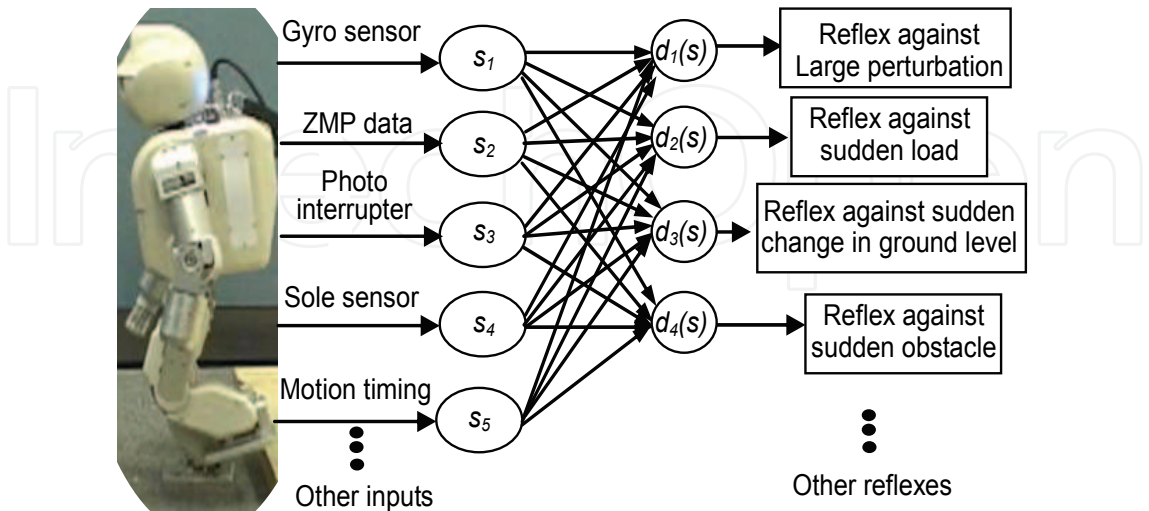 Gyro sensor
ZMP data
Photo
interrupter
Sole sensor
Motion timing
Other inputs
s1
s2
s3
s4
s5
d1(s)
d2(s)
d3(s)
d4(s)
Reflex against
Large perturbation
Reflex against
sudden load
Reflex against sudden
change in ground level
Reflex against
sudden obstacle
Other reflexes
IntechOpen